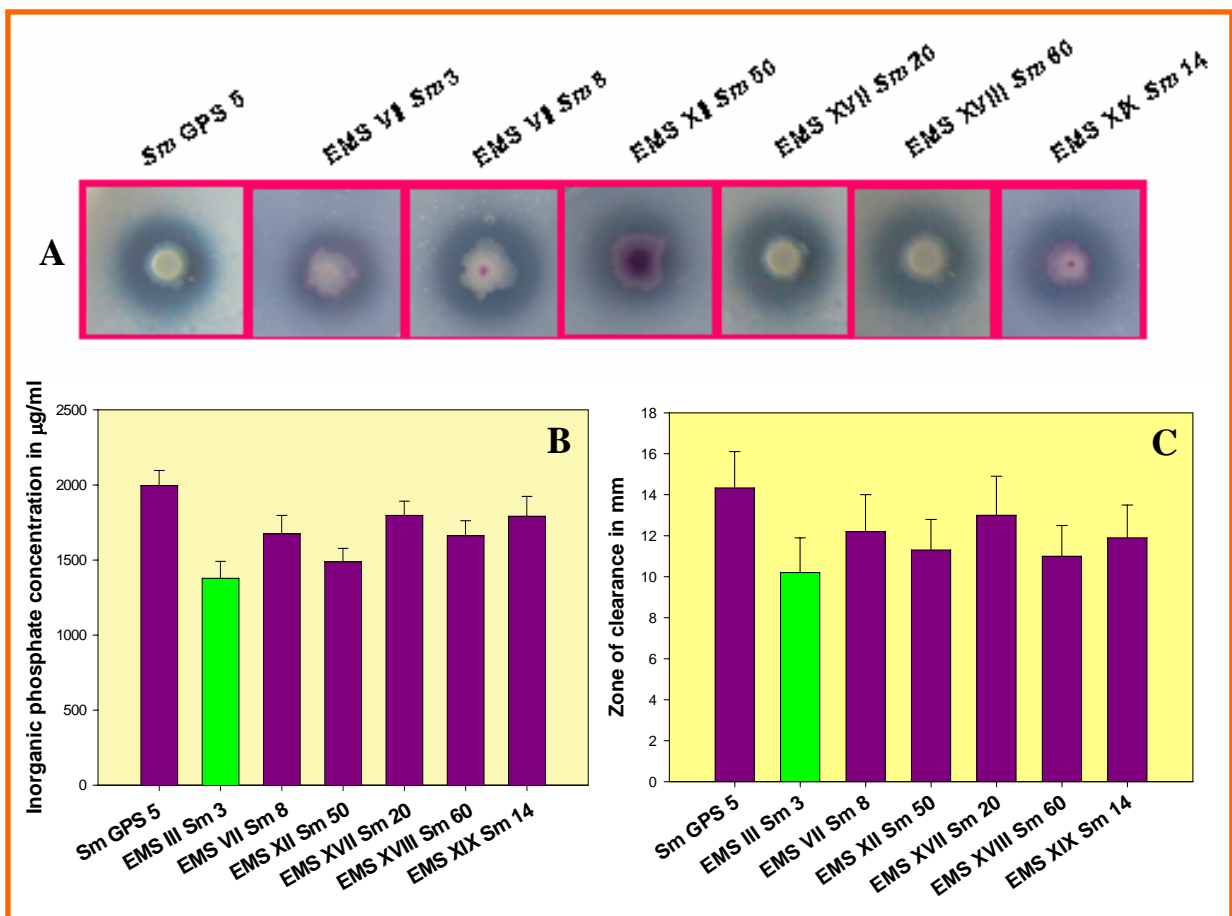 Sm GPS 5
EMS Sm 3
EMS Sm 8
EMS Sm 50
EMS XVII Sm 20
EMS XVIII Sm 60
EMS XIX Sm 14
A
Inorganic phosphate concentration in µg/ml
2500
2000
1500
1000
500
0
B
Sm GPS 5
EMS III Sm 3
EMS VII Sm 8
EMS XII Sm 50
EMS XVII Sm 20
EMS XVIII Sm 60
EMS XIX Sm 14
Zone of clearance in mm
18
16
14
12
10
8
6
4
2
0
C
Sm GPS 5
EMS III Sm 3
EMS VII Sm 8
EMS XII Sm 50
EMS XVII Sm 20
EMS XVIII Sm 60
EMS XIX Sm 14